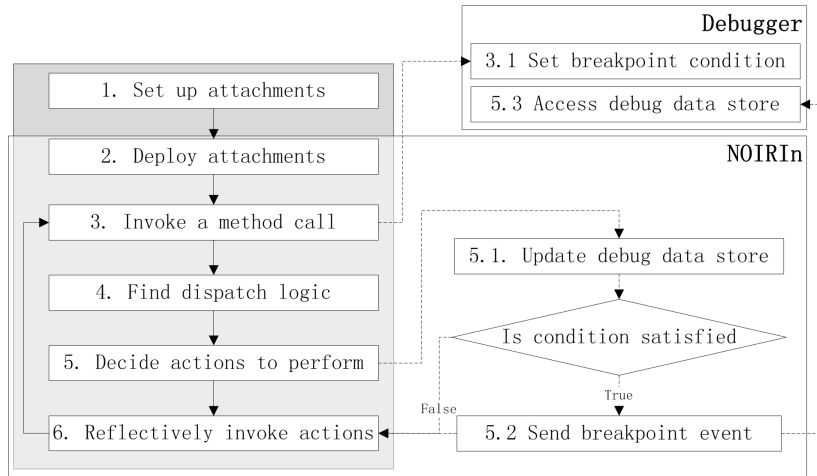 Debugger
3.1 Set breakpoint condition
1. Set up attachments
5.3 Access debug data store
2. Deploy attachments
NOIRIn
3. Invoke a method call
5.1. Update debug data store
4. Find dispatch logic
Is condition satisfied
5. Decide actions to perform
True
False
6. Reflectively invoke actions
5.2 Send breakpoint event